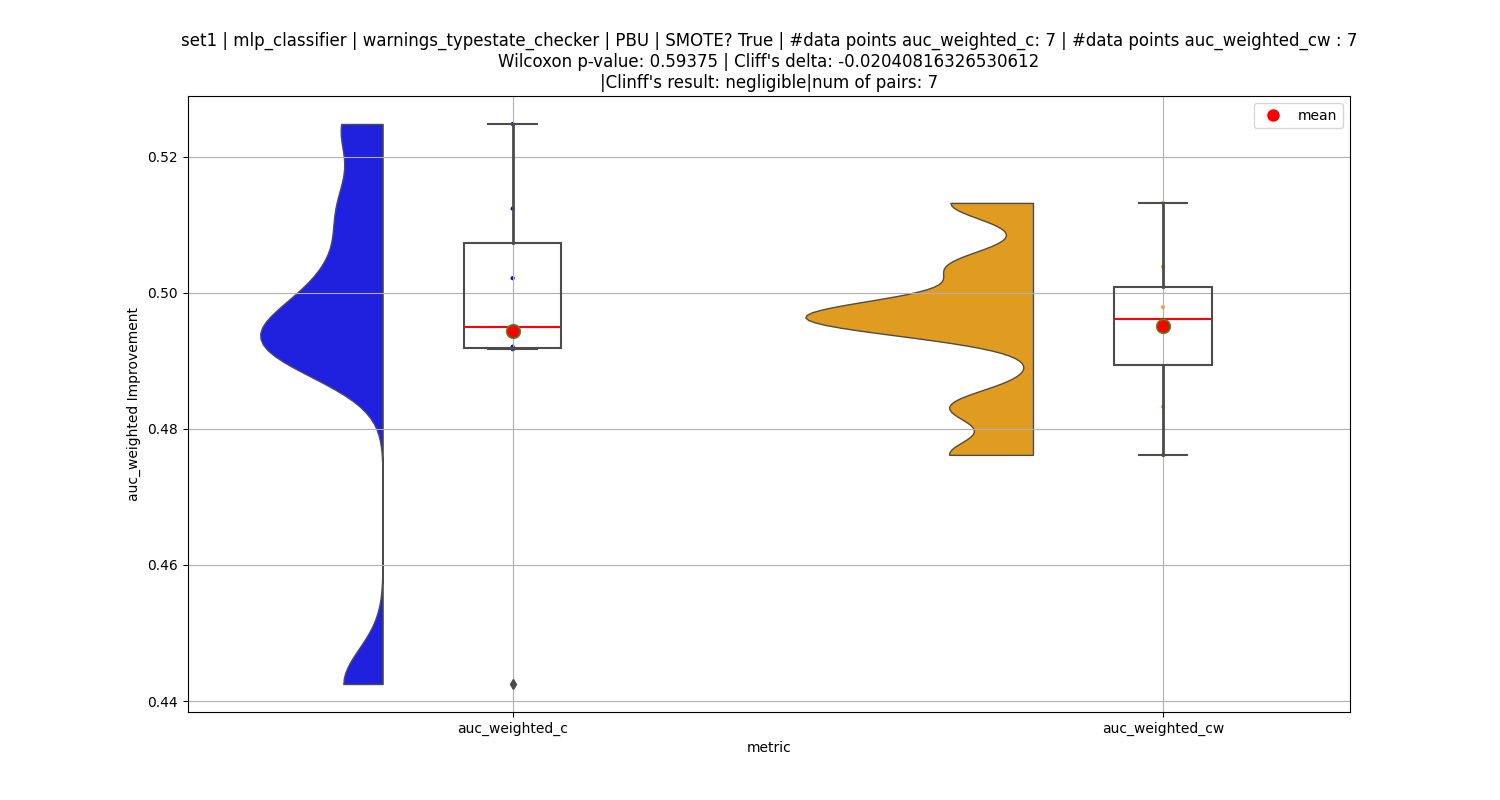 set1 | mlp_classifier | warnings_typestate_checker | PBU | SMOTE? True | #data points auc_weighted_c: 7 | #data points auc_weighted_cw : 7
Wilcoxon p-value: 0.59375 | Cliff's delta: -0.02040816326530612
|Clinff's result: negligible|num of pairs: 7
mean
0.52
0.50
0.48
0.46
0.44
auc_weighted Improvement
auc_weighted_c
auc_weighted_cw
metric